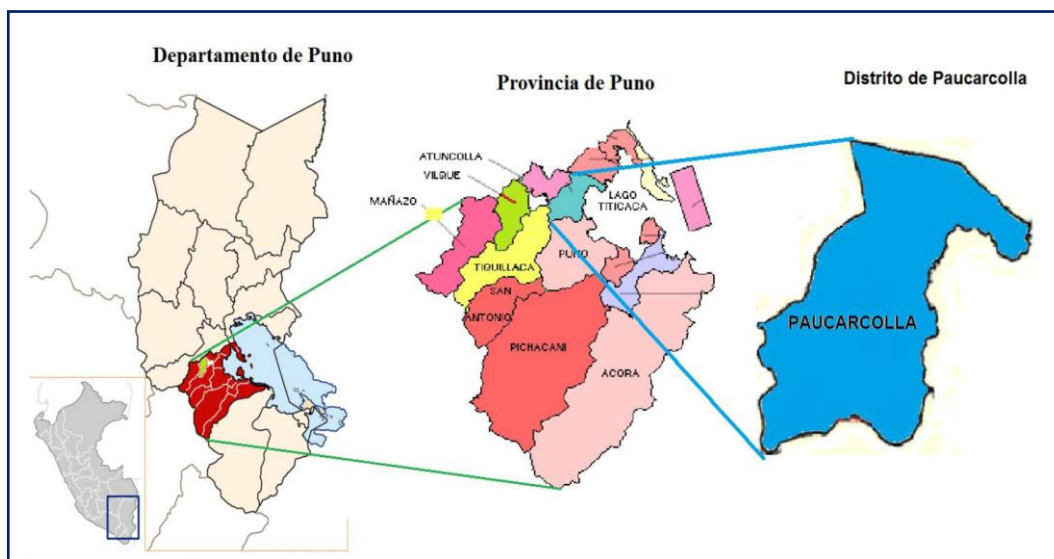 Departamento de Puno
Provincia de Puno
Distrito de Paucarcolla
ATUNCOLLA
VILQUE
MAÑAZO
LAGO
TITICACA
PUNO
TIQUILLACA
SAN
ANTONIO
PICHACANI
ACORA
PAUCARCOLLA